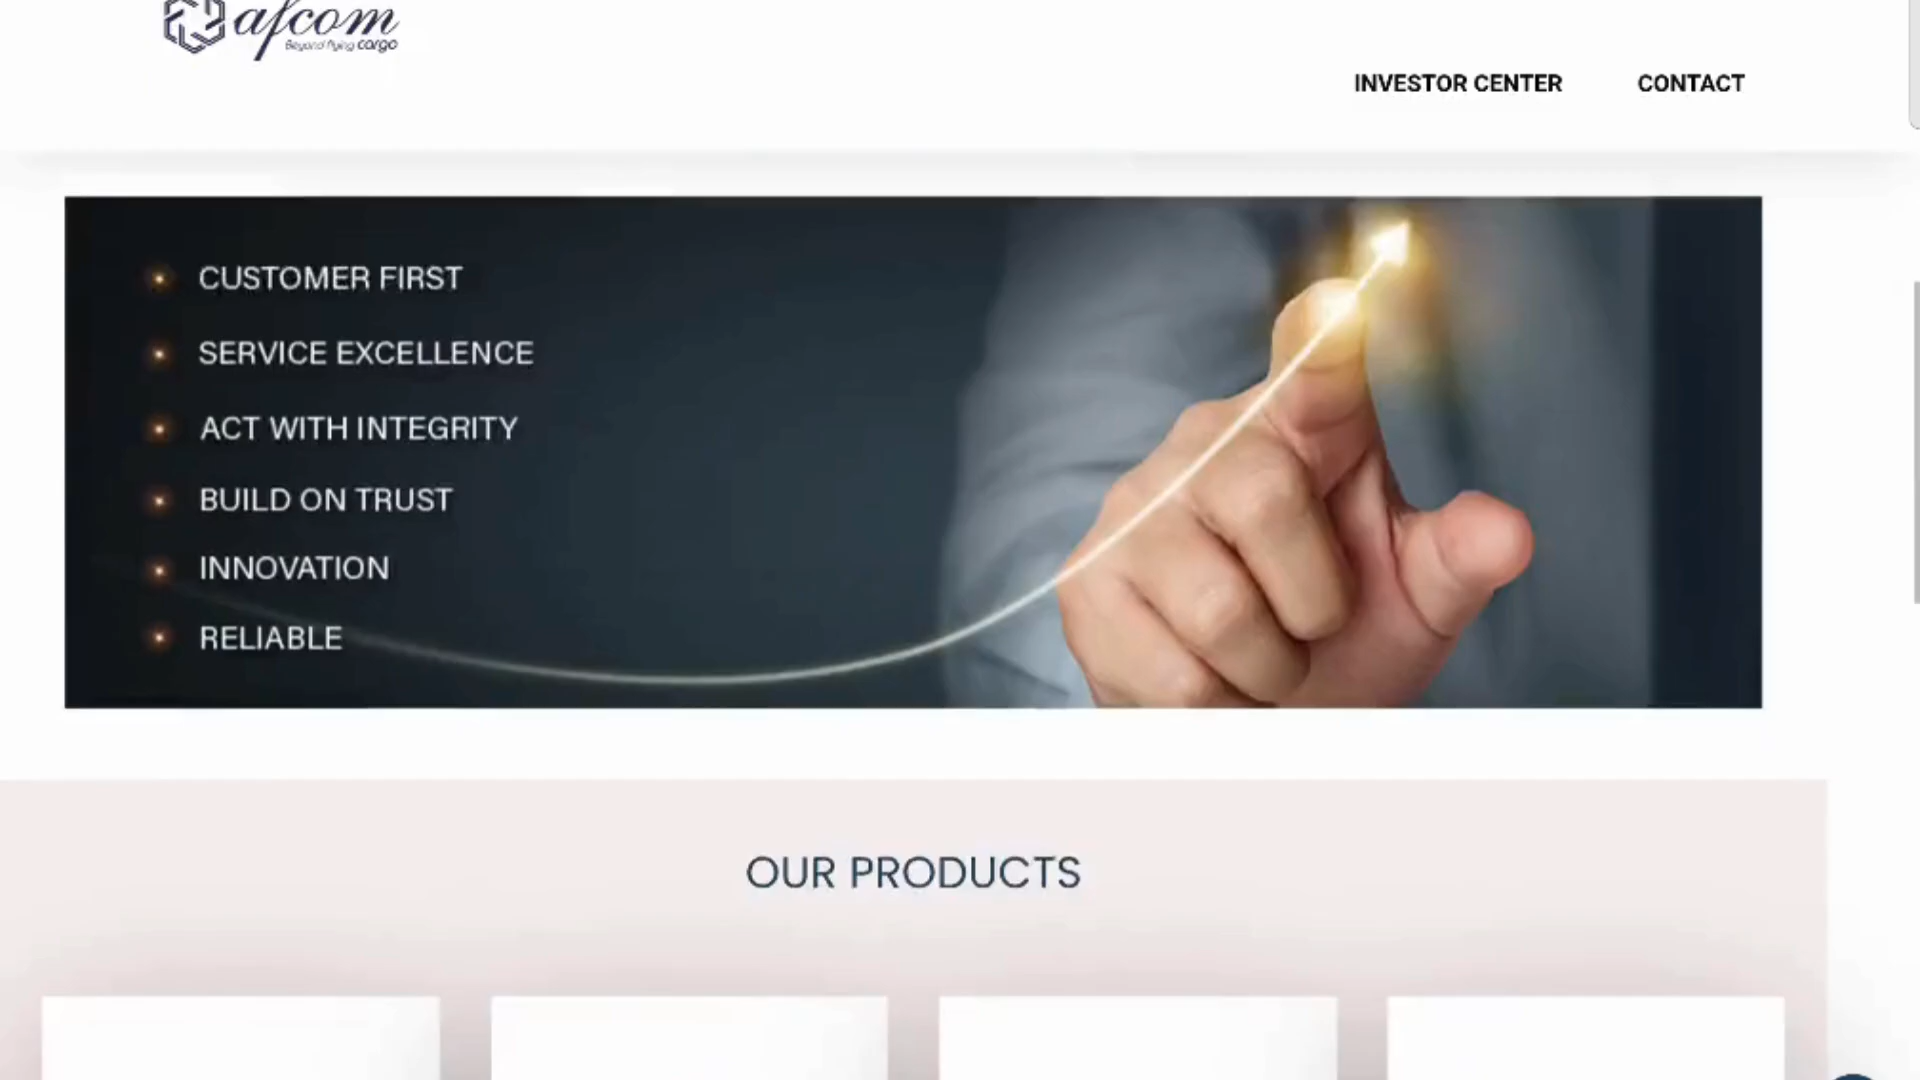 afcom
Beyond flying cargo
INVESTOR CENTER
CONTACT
CUSTOMER FIRST
SERVICE EXCELLENCE
ACT WITH INTEGRITY
BUILD ON TRUST
INNOVATION
RELIABLE
OUR PRODUCTS